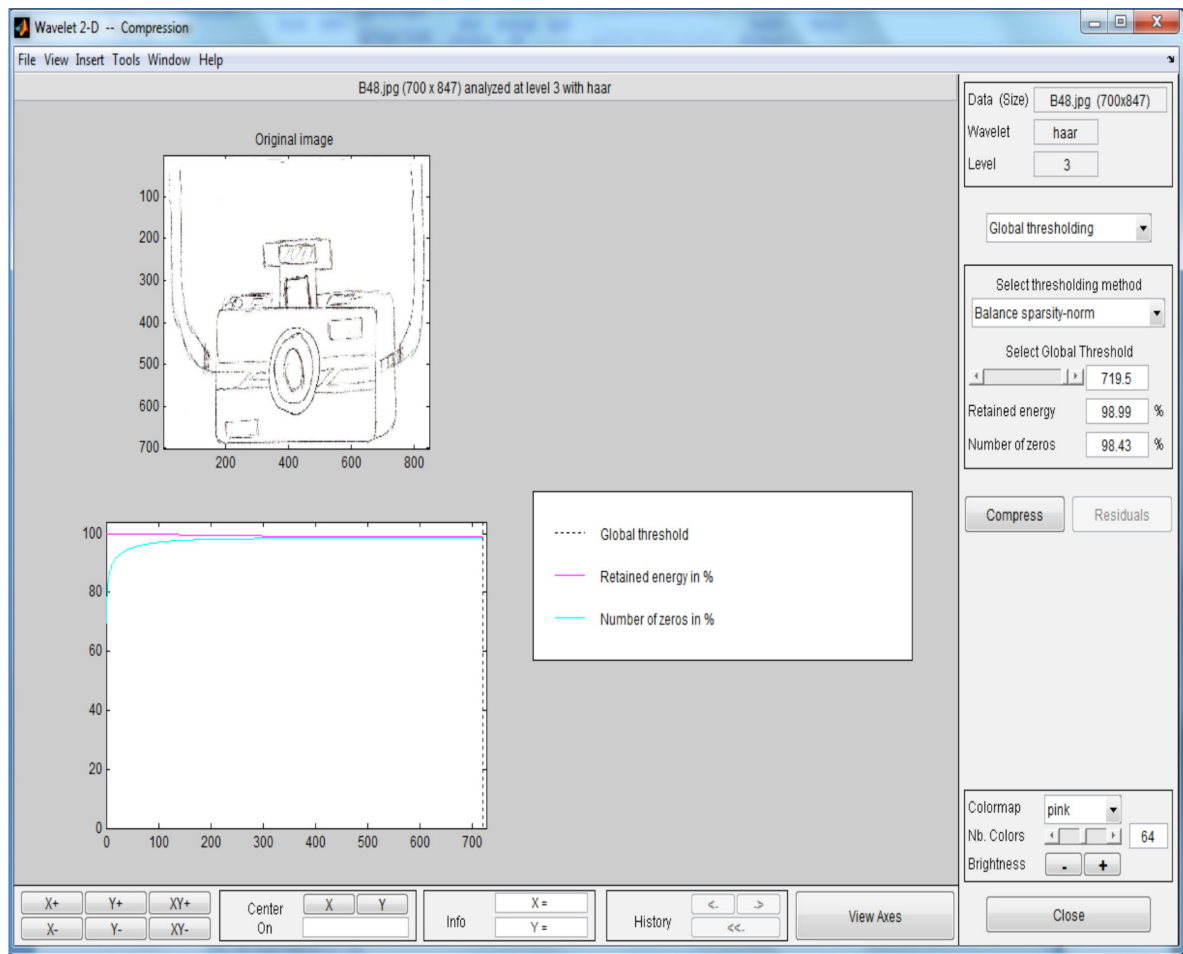 Wavelet 2-D -- Compression
File View Insert Tools Window Help
B48.jpg (700 x 847) analyzed at level 3 with haar
Original image
100
200
300
400
500
600
700
200 400 600 800
100
80
60
40
20
0
0 100 200 300 400 500 600 700
Global threshold
Retained energy in %
Number of zeros in %
Data (Size) B48.jpg (700x847)
Wavelet haar
Level 3
Global thresholding
Select thresholding method
Balance sparsity-norm
Select Global Threshold
719.5
Retained energy 98.99 %
Number of zeros 98.43 %
Compress Residuals
Colormap pink
Nb. Colors 64
Brightness - +
X+ Y+ XY+
X- Y- XY-
Center On X Y
Info X = Y =
History <- -> <<-
View Axes
Close